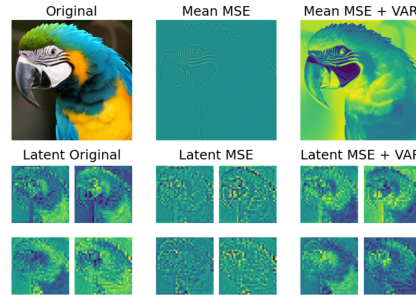 Original
Mean MSE
Mean MSE + VAR
Latent Original
Latent MSE
Latent MSE + VAR